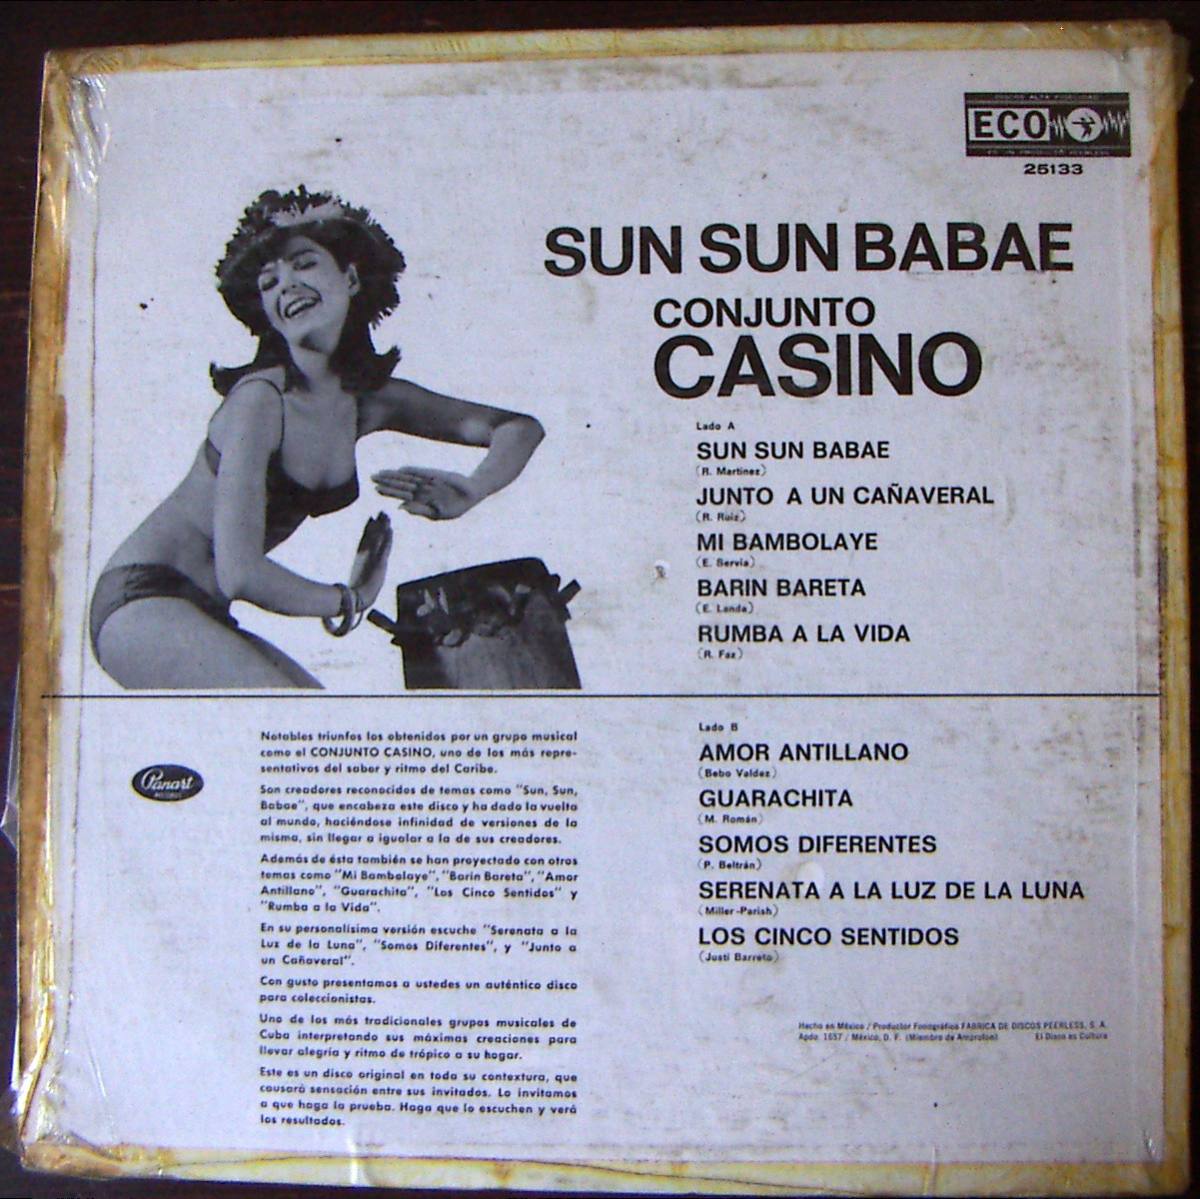 ECO
25133
SUN SUN BABAE
CONJUNTO
CASINO
Lado A
SUN SUN BABAE
(R. Martinez)
JUNTO A UN CAÑAVERAL
(R. Ruiz)
MI BAMBOLAYE
(E. Servia)
BARIN BARETA
(E. Landa)
RUMBA A LA VIDA
(R. Faz)
Lado B
AMOR ANTILLANO
(Bebo Valdez)
GUARACHITA
(M. Román)
SOMOS DIFERENTES
(P. Beltrán)
SERENATA A LA LUZ DE LA LUNA
(Miller-Parish)
LOS CINCO SENTIDOS
(Justi Barreto)
Panart
Notables triunfos los obtenidos por un grupo musical
como el CONJUNTO CASINO, uno de los más repre-
sentativos del sabor y ritmo del Caribe.
Son creadores reconocidos de temas como "Sun, Sun,
Babae", que encabeza este disco y ha dado la vuelta
al mundo, haciéndose infinidad de versiones de la
misma, sin llegar a igualar a la de sus creadores.
Además de ésta también se han proyectado con otros
temas como "Mi Bambolaye", "Barin Bareta", "Amor
Antillano", "Guarachita", "Los Cinco Sentidos" y
"Rumba a la Vida".
En su personalísima versión escuche "Serenata a la
Luz de la Luna", "Somos Diferentes", y "Junto a
un Cañaveral".
Con gusto presentamos a ustedes un auténtico disco
para coleccionistas.
Uno de los más tradicionales grupos musicales de
Cuba interpretando sus máximas creaciones para
llevar alegría y ritmo de trópico a su hogar.
Este es un disco original en toda su contextura, que
causará sensación entre sus invitados. Lo invitamos
a que haga la prueba. Haga que lo escuchen y verá
los resultados.
Hecho en México / Productor Fonográfico FABRICA DE DISCOS PEERLESS, S. A.
Apdo. 1657 / México, D. F. (Miembro de Amprofon) El Disco es Cultura